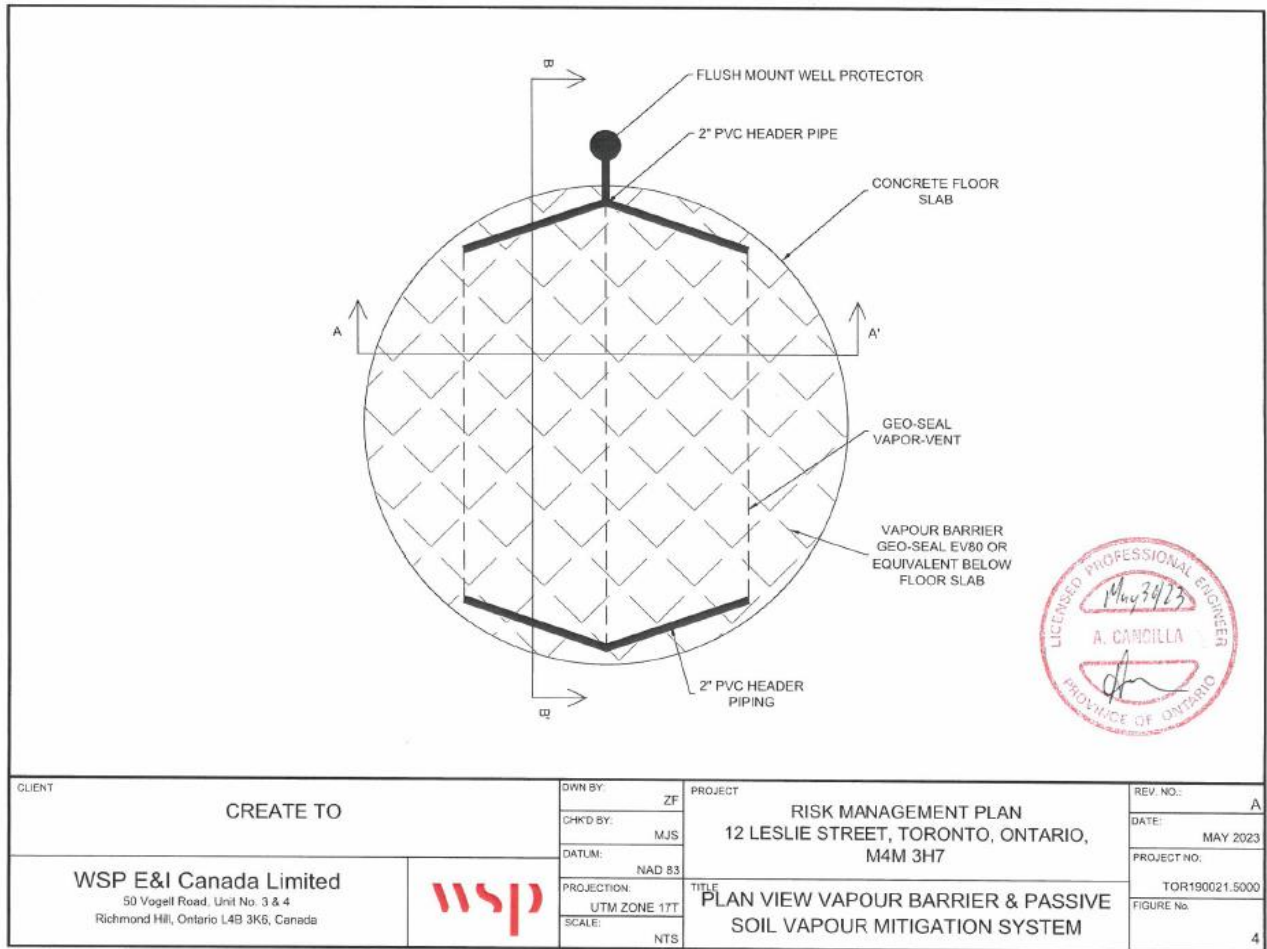 B
FLUSH MOUNT WELL PROTECTOR
2" PVC HEADER PIPE
CONCRETE FLOOR
SLAB
A
A'
GEO-SEAL
VAPOR-VENT
VAPOUR BARRIER
GEO-SEAL EV80 OR
EQUIVALENT BELOW
FLOOR SLAB
2" PVC HEADER
PIPING
B'
LICENSED PROFESSIONAL ENGINEER
A. CANCILLA
PROVINCE OF ONTARIO
CLIENT
CREATE TO
WSP E&I Canada Limited
50 Vogell Road, Unit No. 3 & 4
Richmond Hill, Ontario L4B 3K6, Canada
wsp
DWN BY:
ZF
CHK'D BY:
MJS
DATUM:
NAD 83
PROJECTION:
UTM ZONE 17T
SCALE:
NTS
PROJECT
RISK MANAGEMENT PLAN
12 LESLIE STREET, TORONTO, ONTARIO,
M4M 3H7
TITLE
PLAN VIEW VAPOUR BARRIER & PASSIVE
SOIL VAPOUR MITIGATION SYSTEM
REV. NO.:
A
DATE:
MAY 2023
PROJECT NO:
TOR190021.5000
FIGURE No.
4